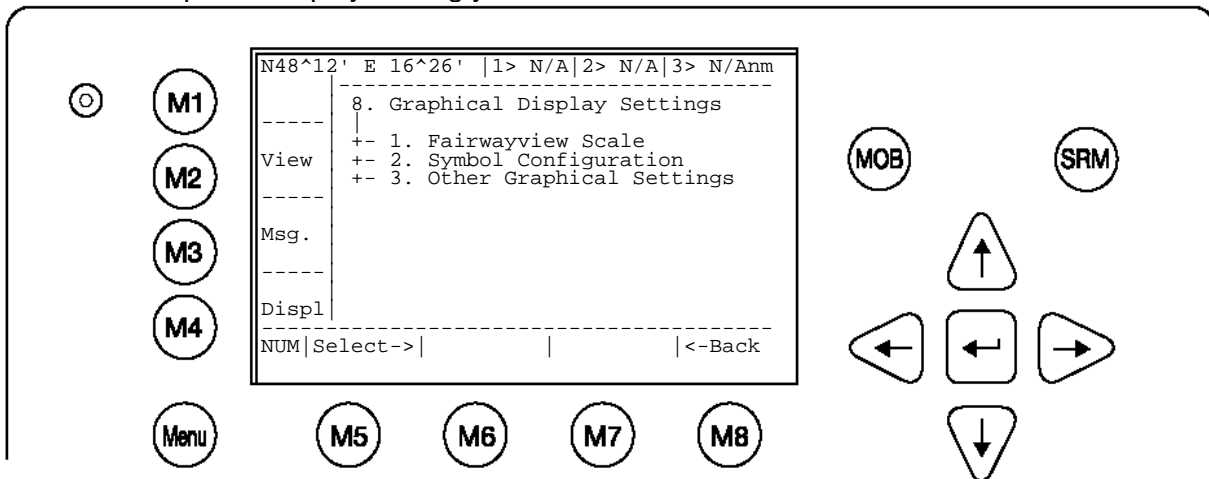 N48^12' E 16^26' |1> N/A|2> N/A|3> N/Anm
M1
8. Graphical Display Settings
+- 1. Fairwayview Scale
View
+- 2. Symbol Configuration
M2
+- 3. Other Graphical Settings
MOB
SRM
Msg.
M3
Displ
M4
NUM|Select->| | |<-Back
Menu
M5
M6
M7
M8